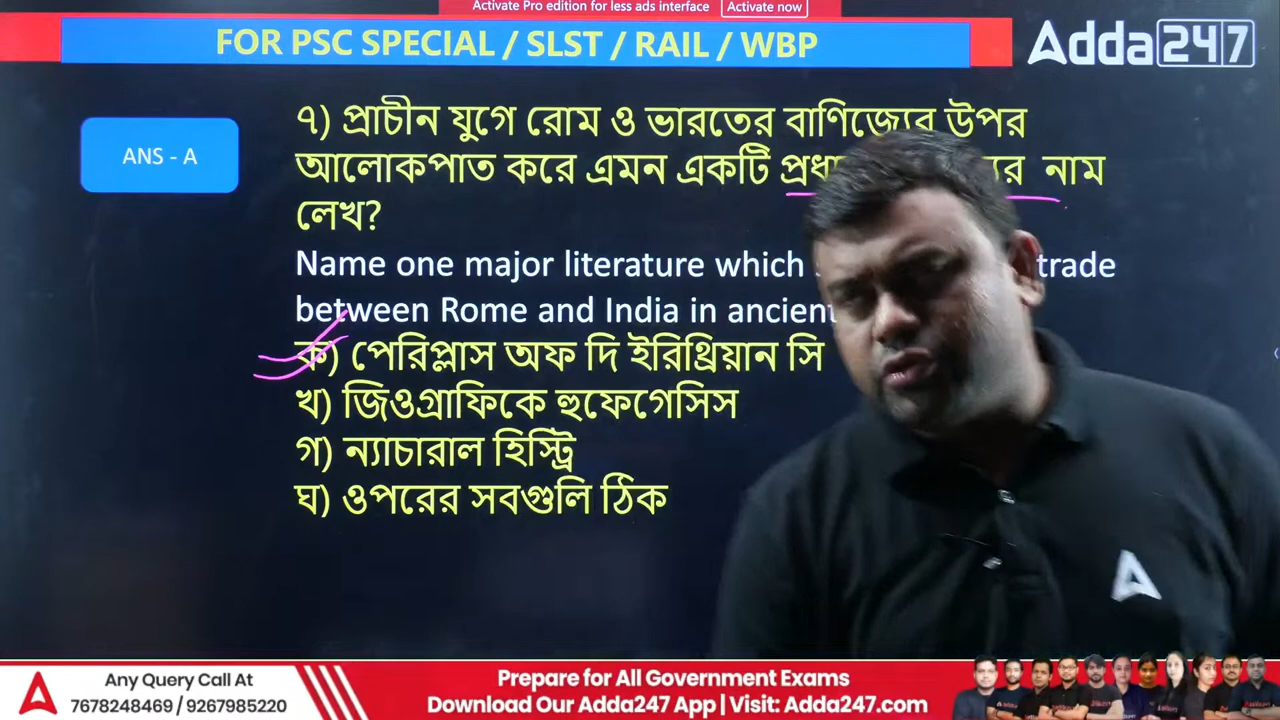 Activate Pro edition for less ads interface Activate now
FOR PSC SPECIAL / SLST / RAIL / WBP
Adda247
ANS - A
৭) প্রাচীন যুগে রোম ও ভারতের বাণিজ্যের উপর
আলোকপাত করে এমন একটি নাম
লেখ?
Name one major literature which trade
between Rome and India in ancient
ক) পেরিপ্লাস অফ দি ইরিথ্রিয়ান সি
খ) জিওগ্রাফিকে হুফেগেসিস
গ) ন্যাচারাল হিস্ট্রি
ঘ) ওপরের সবগুলি ঠিক
Any Query Call At
7678248469 / 9267985220
Prepare for All Government Exams
Download Our Adda247 App | Visit: Adda247.com